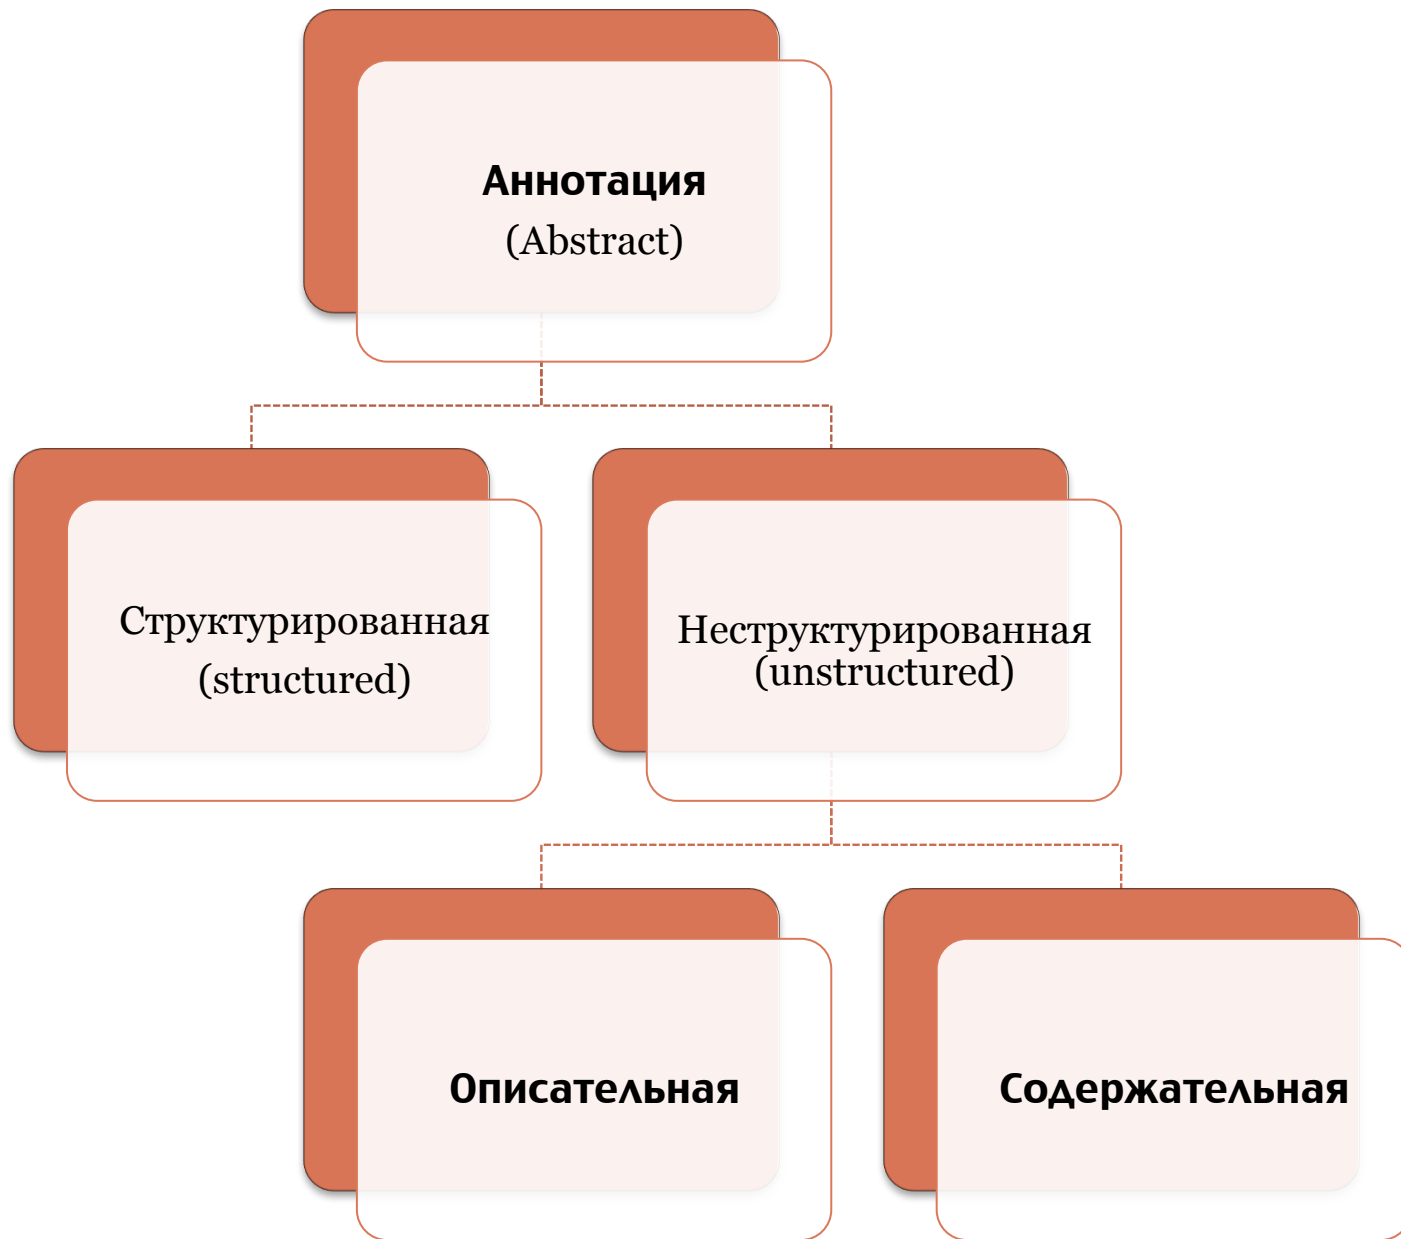 Аннотация
(Abstract)
Структурированная
(structured)
Неструктурированная
(unstructured)
Описательная
Содержательная